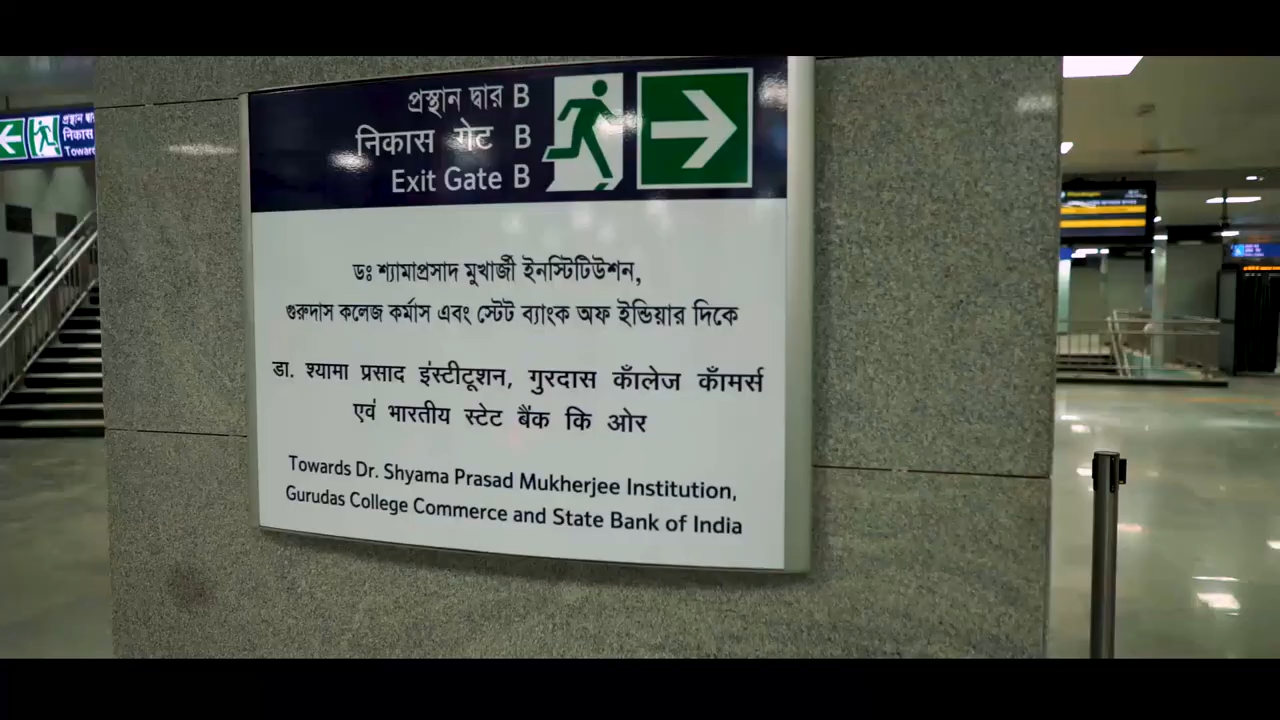 প্রস্থান দ্বার B
निकास गेट B
Exit Gate B
ডঃ শ্যামাপ্রসাদ মুখার্জী ইনস্টিটিউশন,
গুরুদাস কলেজ কর্মাস এবং স্টেট ব্যাংক অফ ইন্ডিয়ার দিকে
डा. श्यामा प्रसाद इंस्टीटूशन, गुरदास कॉंलेज कॉंमर्स
एवं भारतीय स्टेट बैंक कि ओर
Towards Dr. Shyama Prasad Mukherjee Institution,
Gurudas College Commerce and State Bank of India
প্রস্থান
निकास